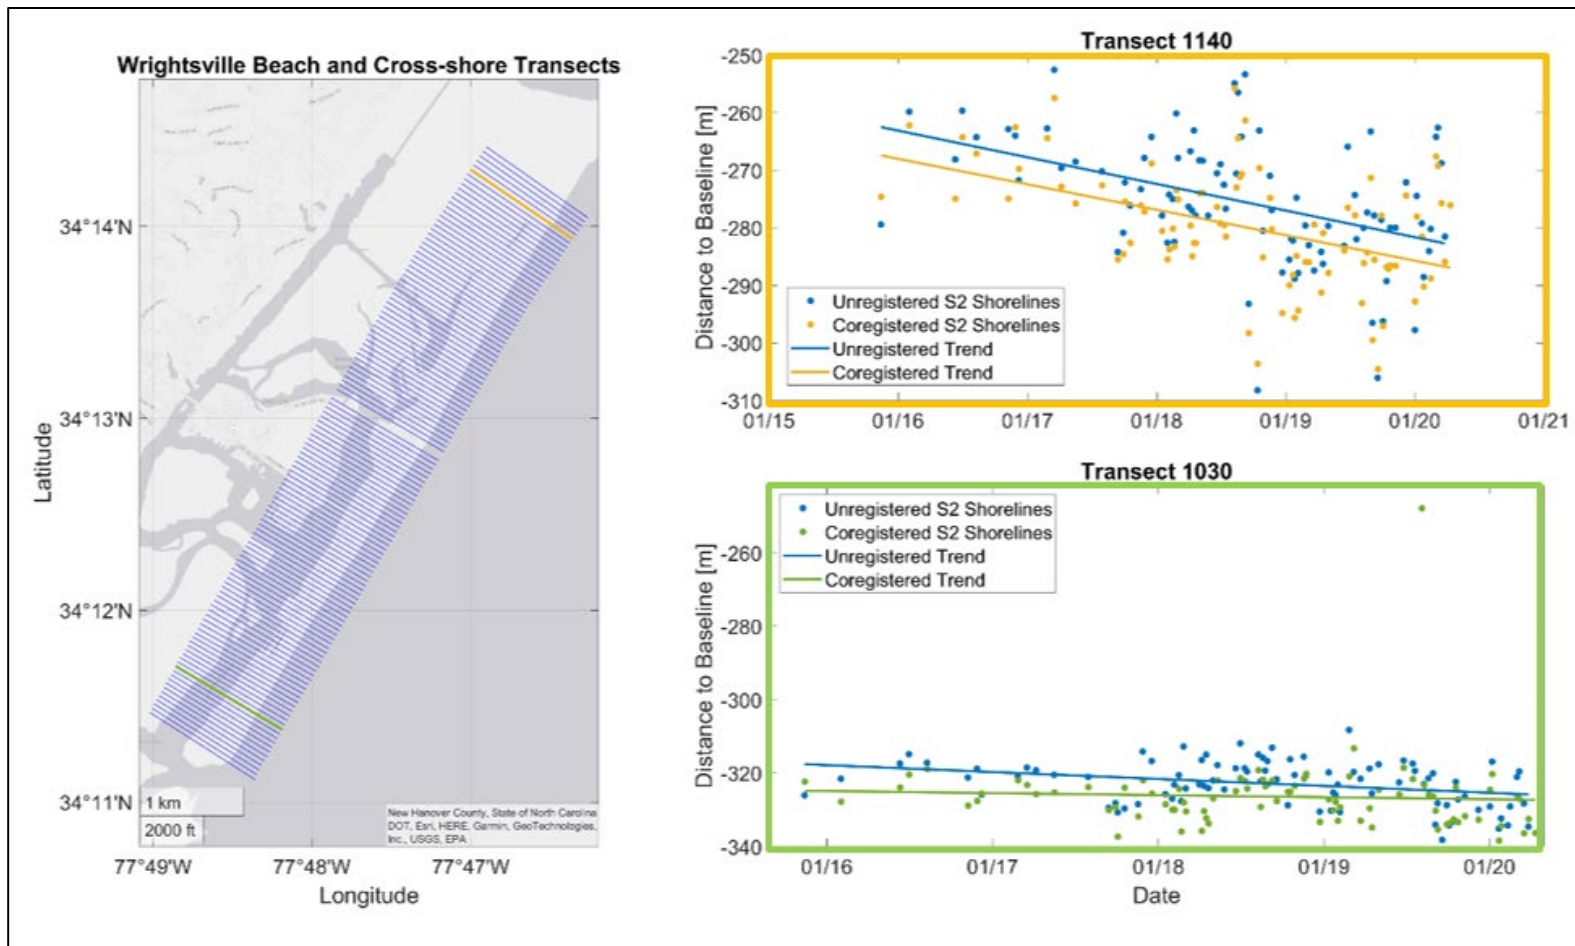 Wrightsville Beach and Cross-shore Transects
34°14'N
34°13'N
34°12'N
34°11'N
Latitude
1 km
2000 ft
New Hanover County, State of North Carolina
DOT, Esri, HERE, Garmin, GeoTechnologies,
Inc., USGS, EPA
77°49'W
77°48'W
77°47'W
Longitude
Transect 1140
Distance to Baseline [m]
-250
-260
-270
-280
-290
-300
-310
Unregistered S2 Shorelines
Coregistered S2 Shorelines
Unregistered Trend
Coregistered Trend
01/15
01/16
01/17
01/18
01/19
01/20
01/21
Transect 1030
Distance to Baseline [m]
-260
-280
-300
-320
-340
Unregistered S2 Shorelines
Coregistered S2 Shorelines
Unregistered Trend
Coregistered Trend
01/16
01/17
01/18
01/19
01/20
Date